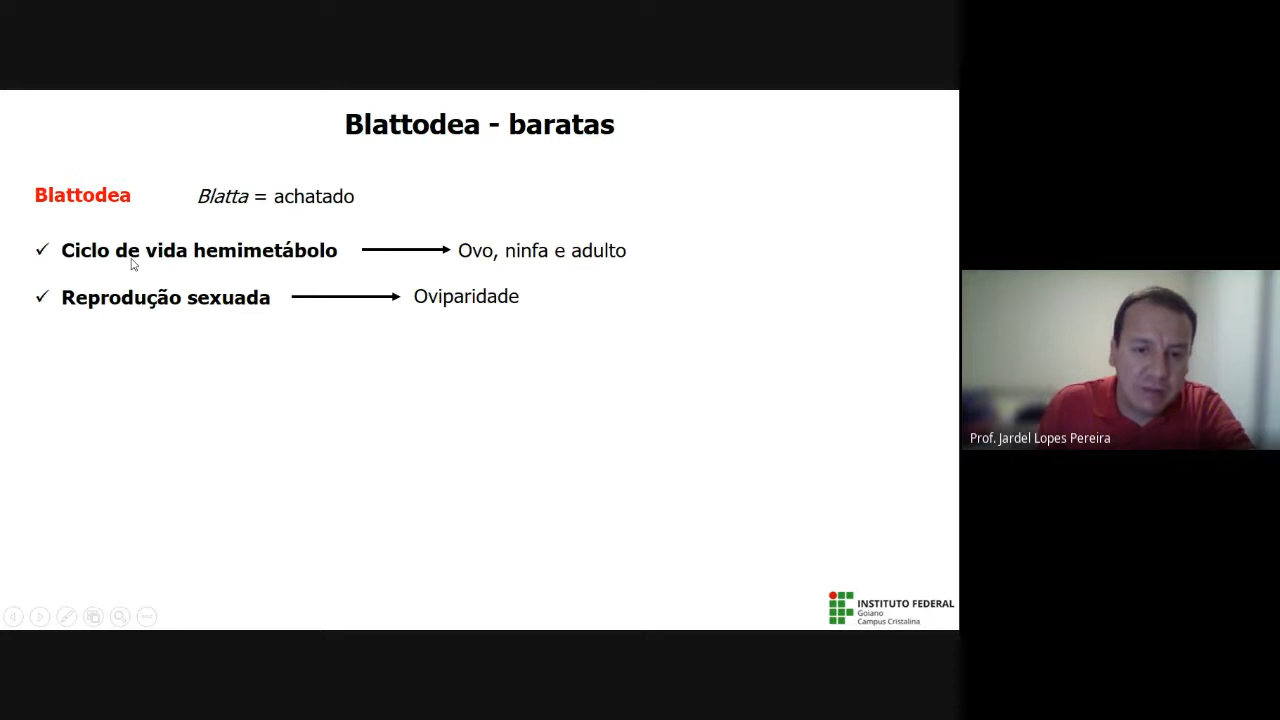 Blattodea - baratas
Blattodea Blatta = achatado
✓ Ciclo de vida hemimetábolo Ovo, ninfa e adulto
✓ Reprodução sexuada Oviparidade
Prof. Jardel Lopes Pereira
INSTITUTO FEDERAL
Goiano
Campus Cristalina